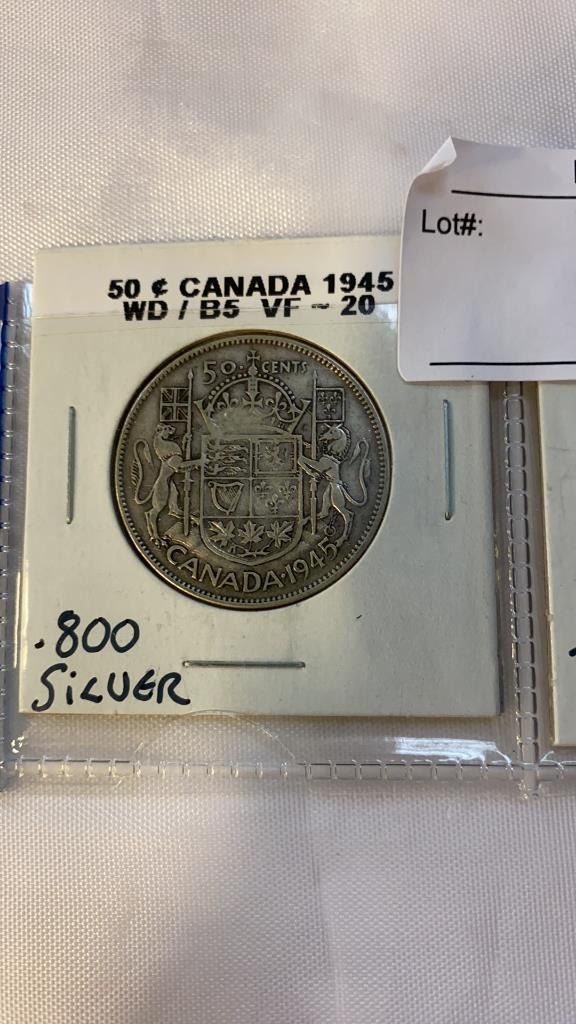 Lot#:
50 ¢ CANADA 1945
WD / B5 VF ~ 20
50 · CENTS
CANADA · 1945
.800
SILVER